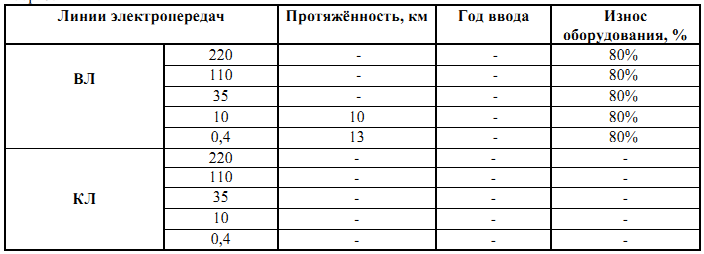 Линии электропередач Протяжённость, км Год ввода Износ оборудования, %
ВЛ
220 - - 80%
110 - - 80%
35 - - 80%
10 10 - 80%
0,4 13 - 80%
КЛ
220 - - -
110 - - -
35 - - -
10 - - -
0,4 - - -